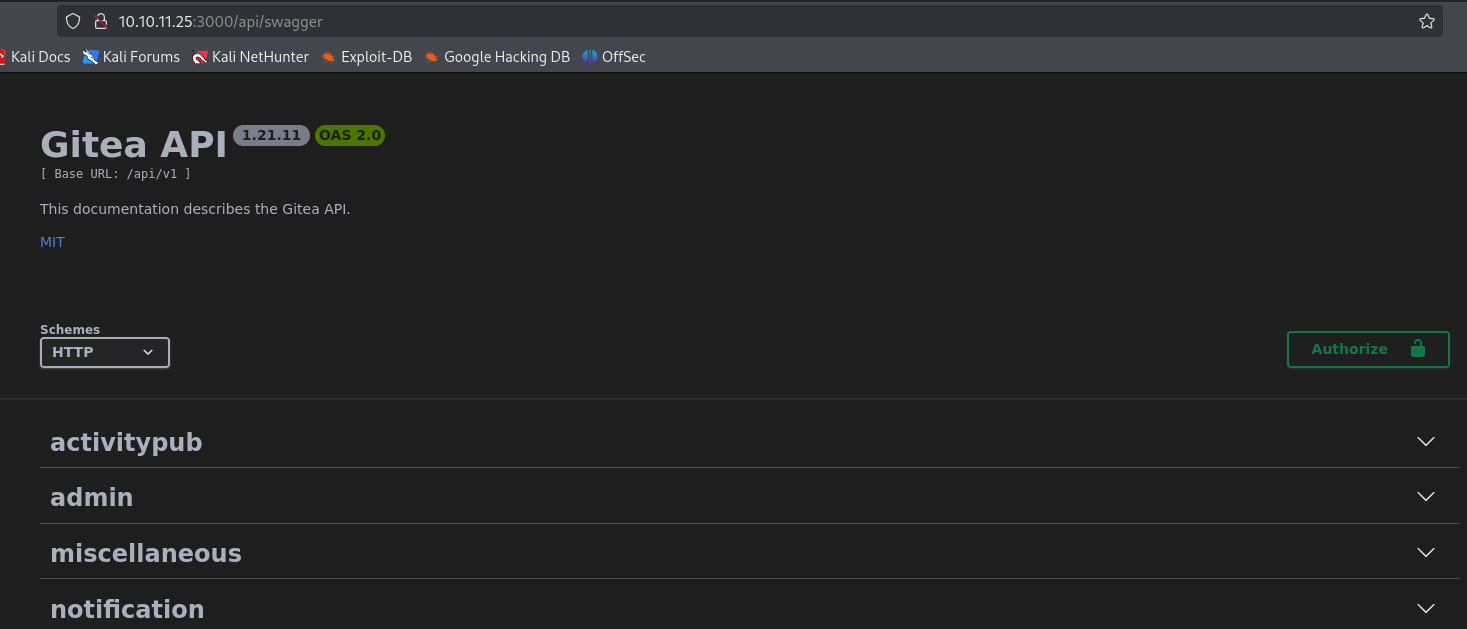 10.10.11.25:3000/api/swagger
Kali Docs Kali Forums Kali NetHunter Exploit-DB Google Hacking DB OffSec
Gitea API 1.21.11 OAS 2.0
[ Base URL: /api/v1 ]
This documentation describes the Gitea API.
MIT
Schemes
HTTP
Authorize
activitypub
admin
miscellaneous
notification